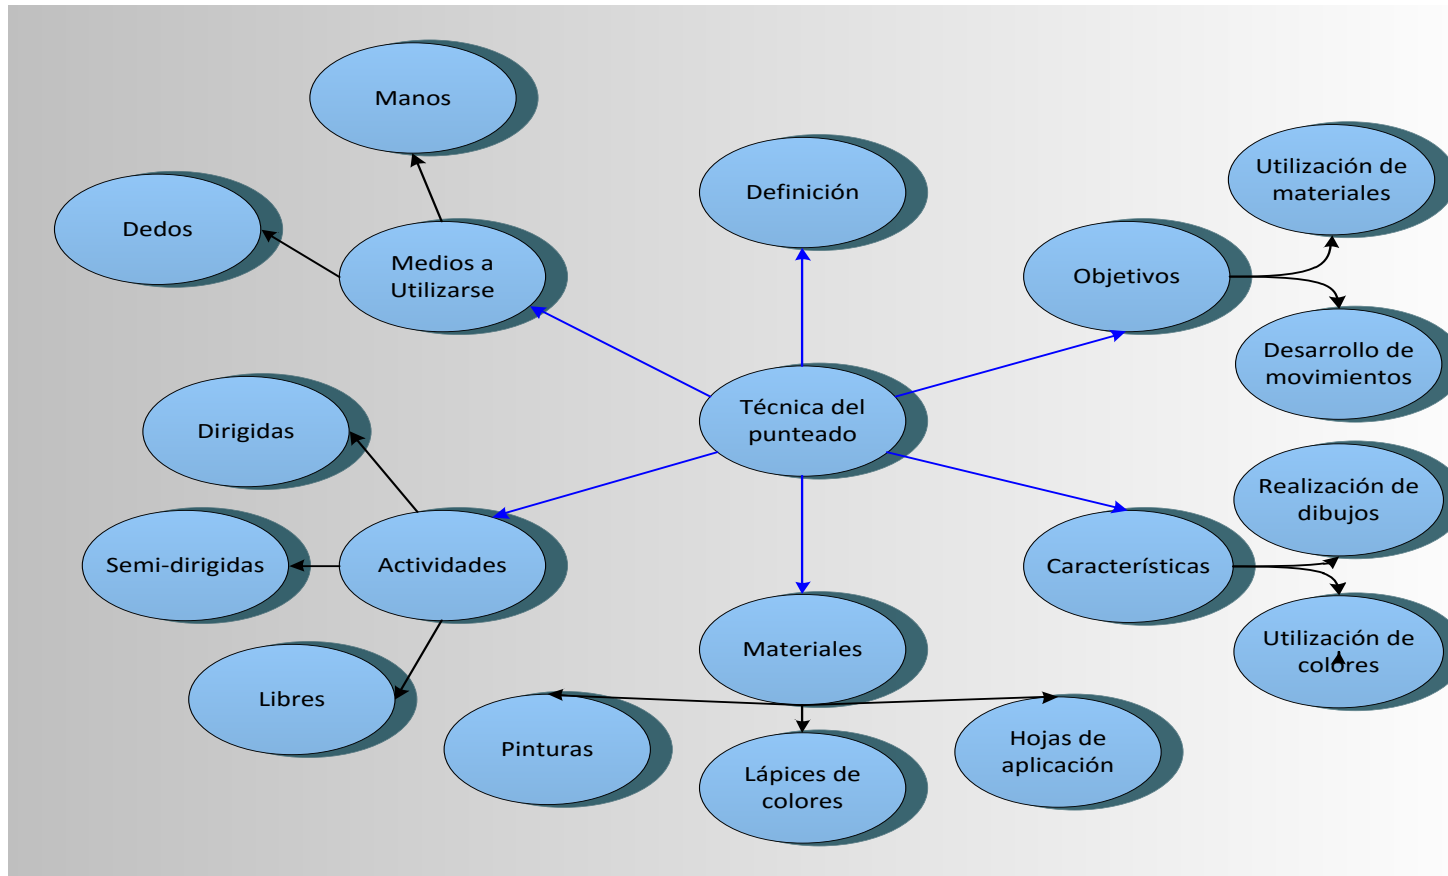 Manos
Definición
Utilización de
materiales
Dedos
Medios a
Utilizarse
Objetivos
Desarrollo de
movimientos
Técnica del
punteado
Dirigidas
Realización de
dibujos
Semi-dirigidas
Actividades
Característicass
Materiales
Utilización de
colores
Libres
Pinturas
Lápices de
colores
Hojas de
aplicación